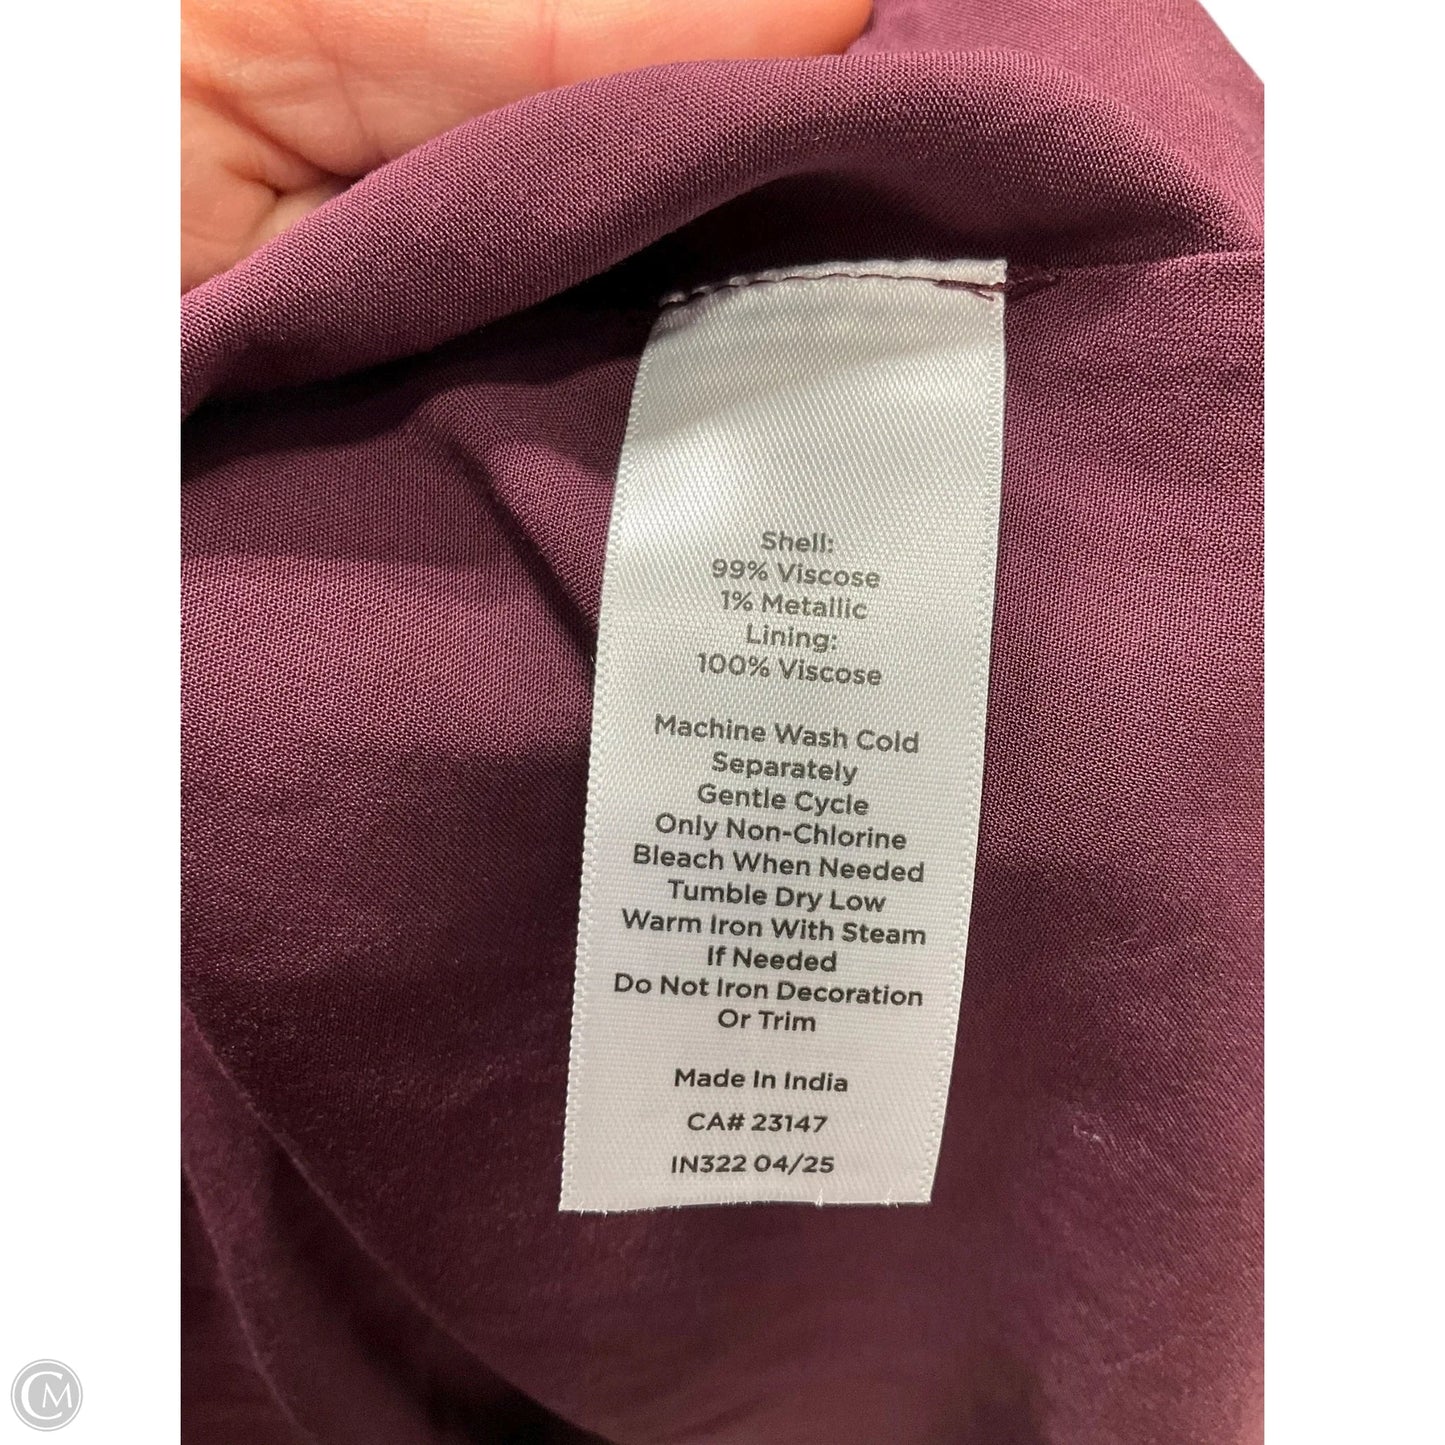 Shell:
99% Viscose
1% Metallic
Lining:
100% Viscose
Machine Wash Cold
Separately
Gentle Cycle
Only Non-Chlorine
Bleach When Needed
Tumble Dry Low
Warm Iron With Steam
If Needed
Do Not Iron Decoration
Or Trim
Made In India
CA# 23147
IN322 04/25
CM